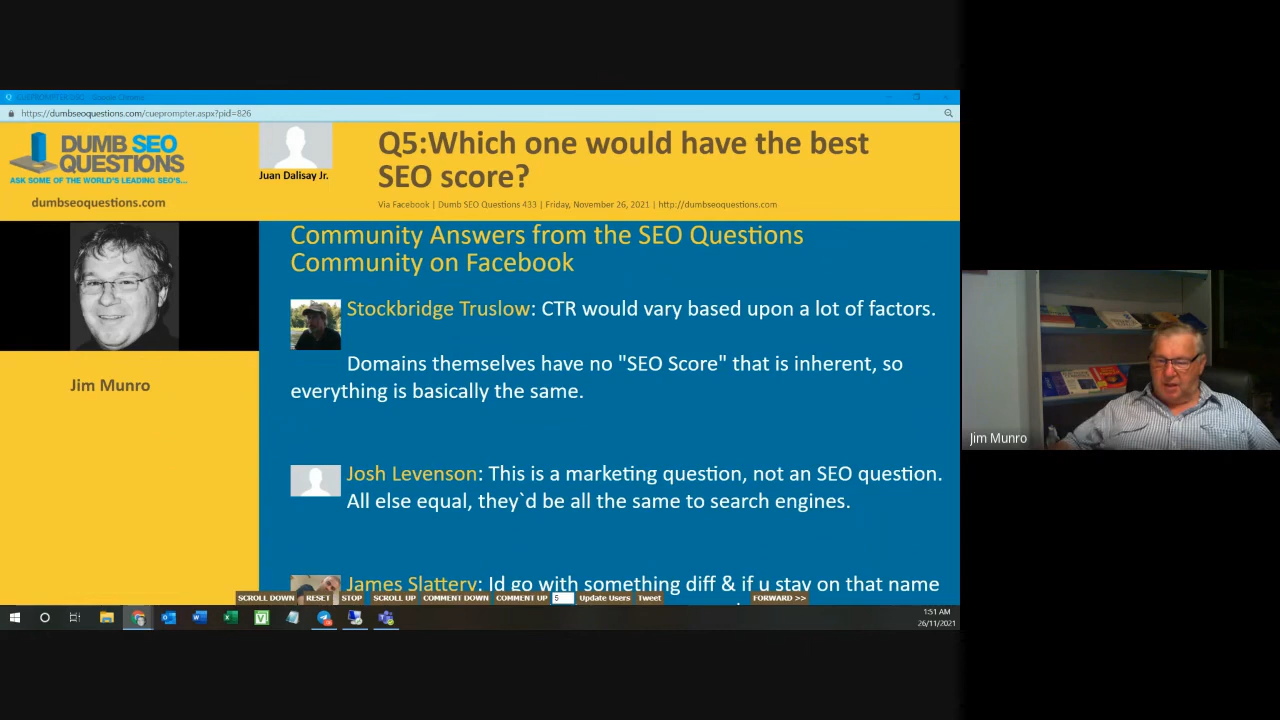 https://dumbseoquestions.com/cueprompter.aspx?pid=826
DUMB SEO
QUESTIONS
ASK SOME OF THE WORLD'S LEADING SEO'S...
dumbseoquestions.com
Juan Dalisay Jr.
Q5:Which one would have the best
SEO score?
Via Facebook | Dumb SEO Questions 433 | Friday, November 26, 2021 | http://dumbseoquestions.com
Jim Munro
Community Answers from the SEO Questions
Community on Facebook
Stockbridge Truslow: CTR would vary based upon a lot of factors.
Domains themselves have no "SEO Score" that is inherent, so
everything is basically the same.
Josh Levenson: This is a marketing question, not an SEO question.
All else equal, they`d be all the same to search engines.
James Slattery: Id go with something diff & if u stay on that name
SCROLL DOWN RESET STOP SCROLL UP COMMENT DOWN COMMENT UP 5 Update Users Tweet FORWARD >>
1:51 AM
26/11/2021
Jim Munro